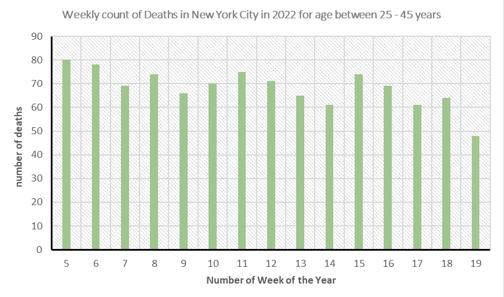 Weekly count of Deaths in New York City in 2022 for age between 25 - 45 years
90
80
70
60
50
40
30
20
10
0
number of deaths
5 6 7 8 9 10 11 12 13 14 15 16 17 18 19
Number of Week of the Year